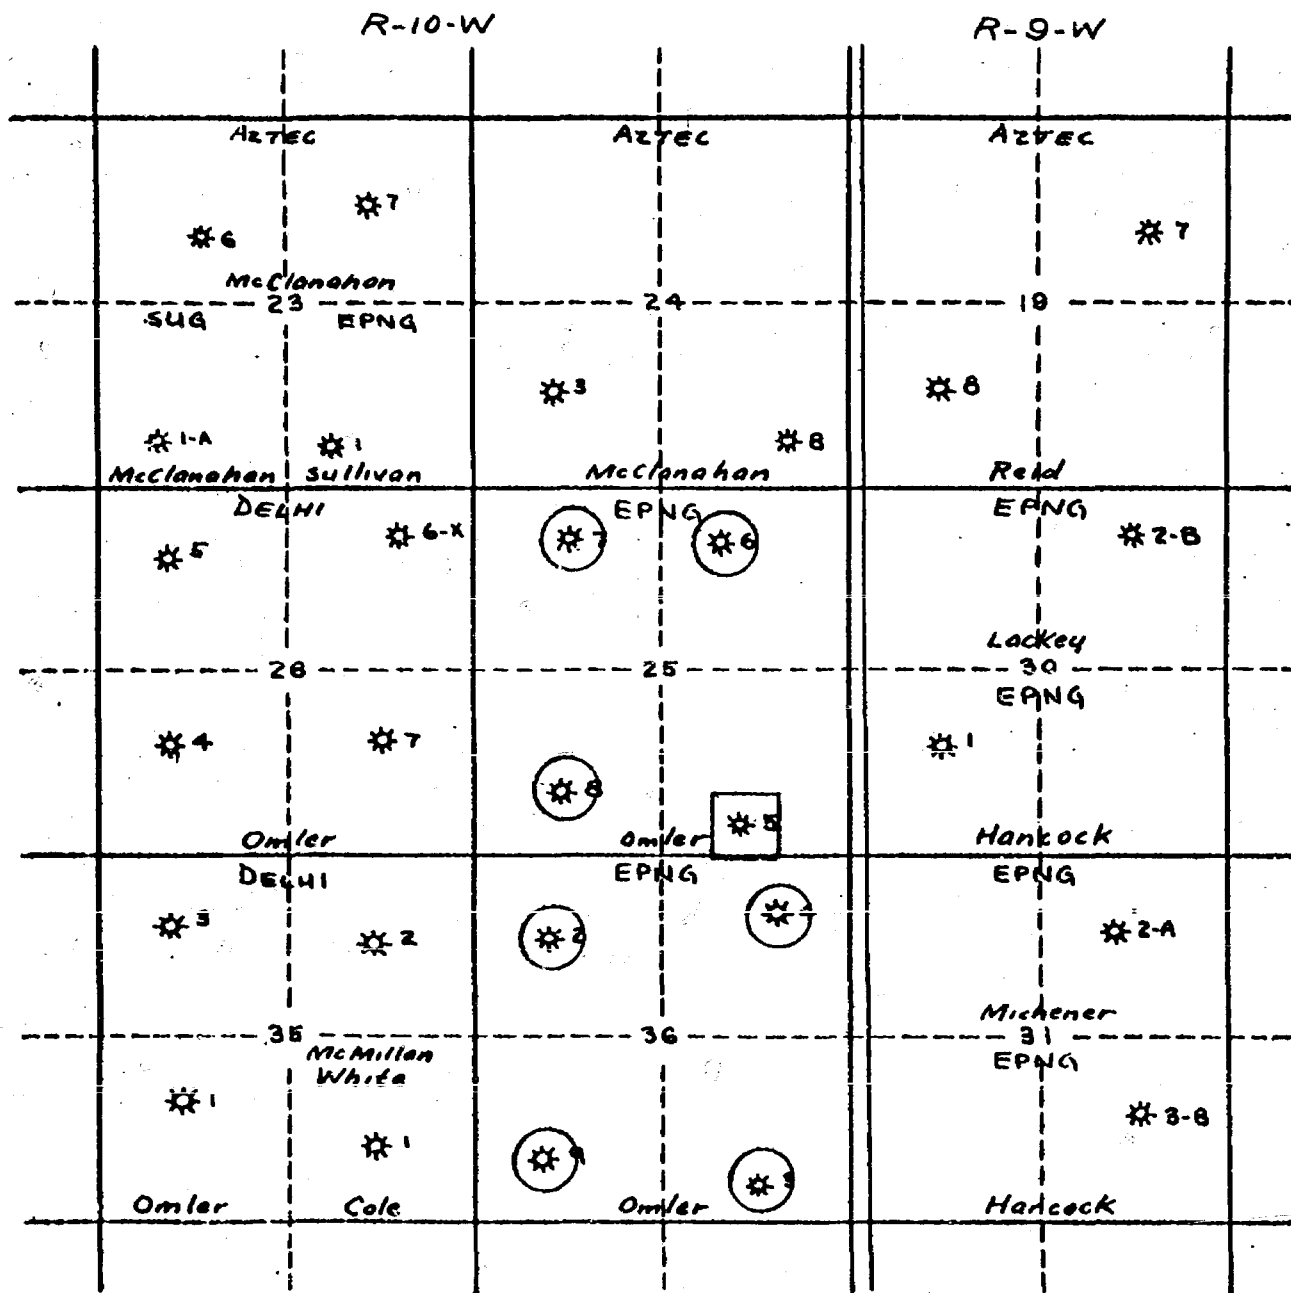 R-10-W R-9-W
AZTEC AZTEC AZTEC
7
6 7
McClanahan
23 24 19
SUG EPNG
3 8
1-A 1 8
McClanahan Sullivan McClanahan Reid
DELHI EPNG EPNG
6-X 7 6 2-B
5
Lackey
26 25 30
EPNG
4 7 1
8
5
Omler Omler Hancock
DELHI EPNG EPNG
3 2 2 2-A
Michener
35 36 31
McMillan EPNG
White
1 3-B
1 9
Omler Cole Omler Hancock